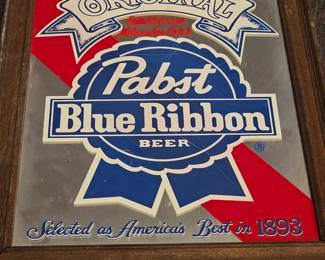 ORIGINAL
Pabst
Blue Ribbon
BEER
Selected as America's Best in 1893